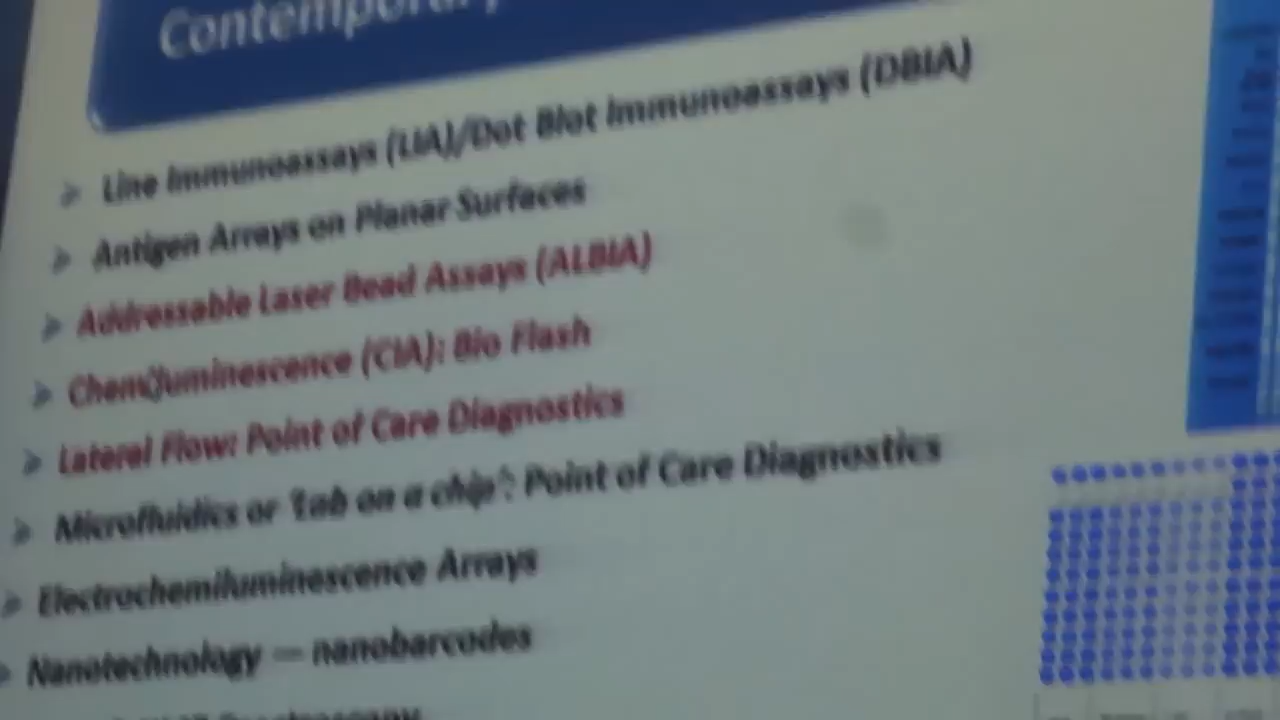 Contemporary
Line Immunoassays (LIA)/Dot Blot Immunoassays (DBIA)
Antigen Arrays on Planar Surfaces
Addressable Laser Bead Assays (ALBIA)
Chemiluminescence (CIA): Bio Flash
Lateral Flow: Point of Care Diagnostics
Microfluidics or 'Lab on a chip': Point of Care Diagnostics
Electrochemiluminescence Arrays
Nanotechnology — nanobarcodes
Spectroscopy